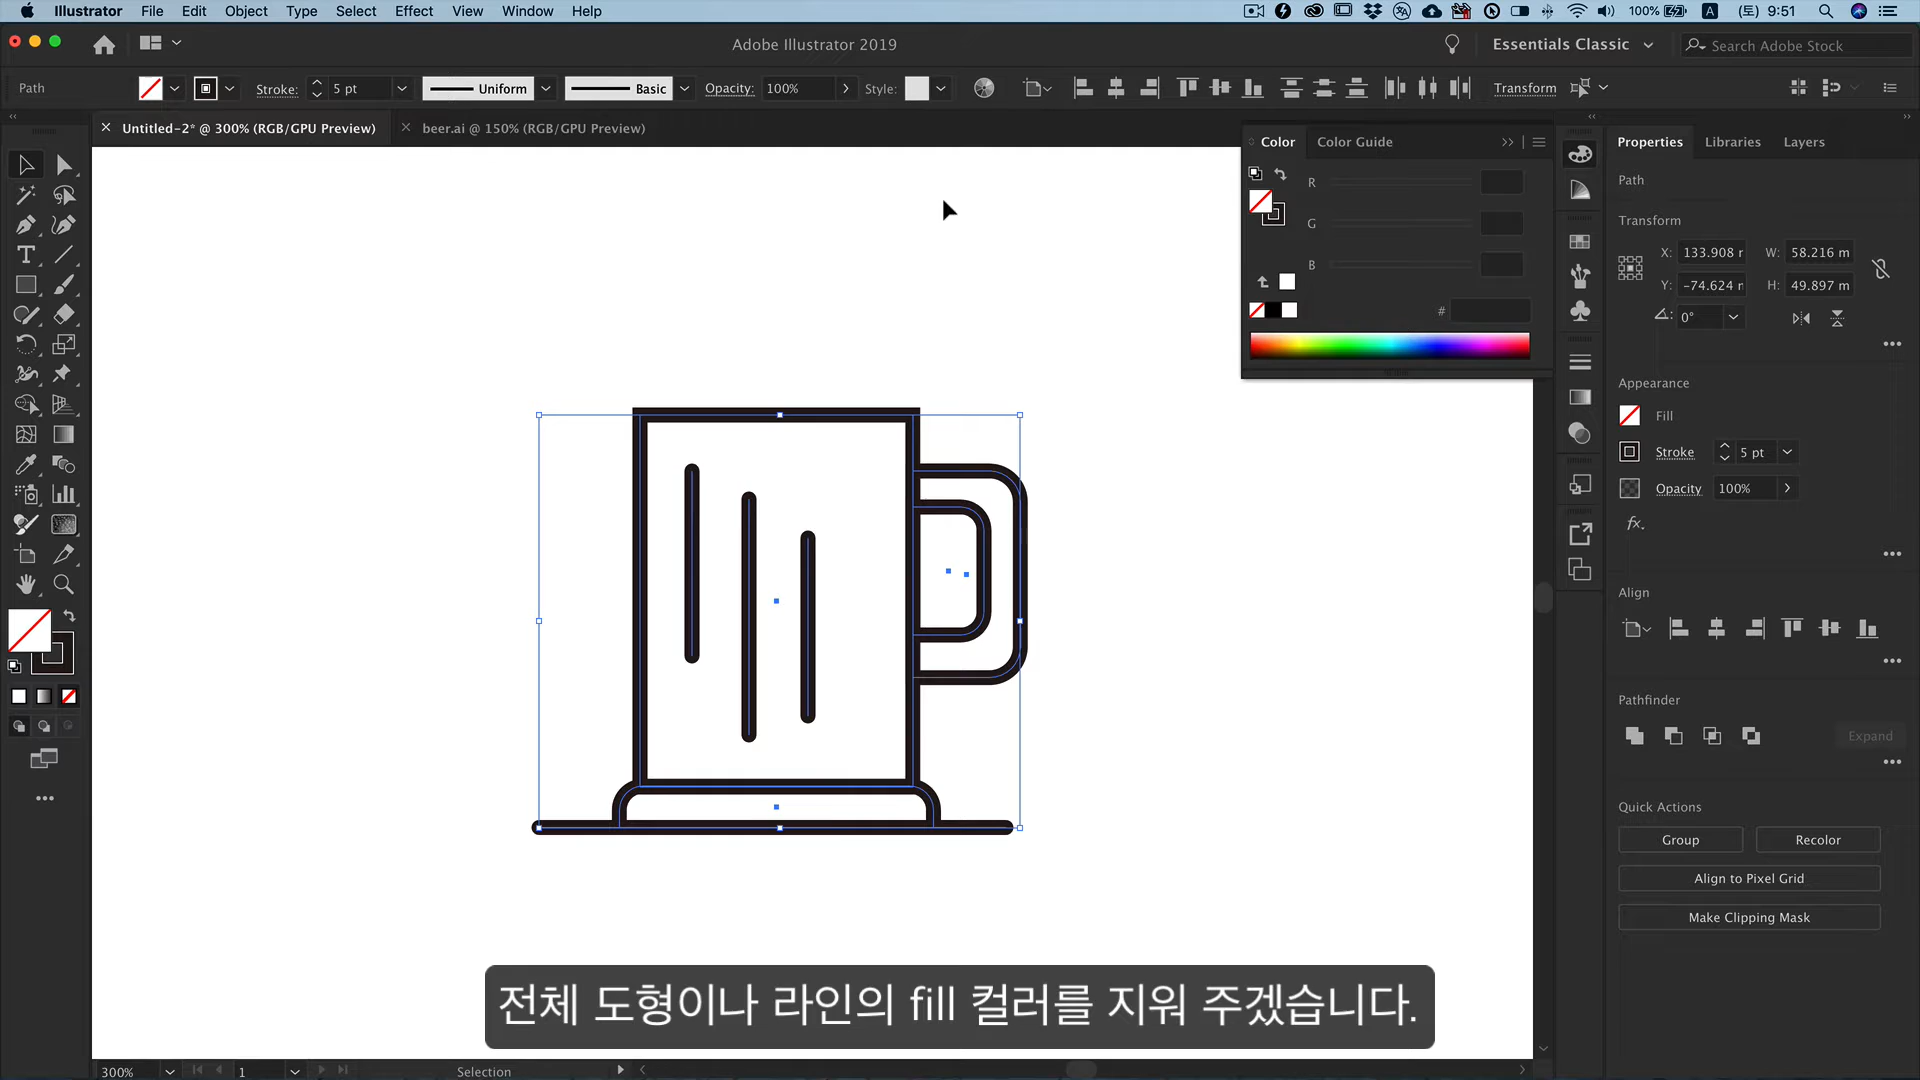 Illustrator File Edit Object Type Select Effect View Window Help
100% A (토) 9:51
Adobe Illustrator 2019
Essentials Classic
Search Adobe Stock
Path
Stroke: 5 pt
Uniform
Basic
Opacity: 100%
Style:
Transform
Untitled-2* @ 300% (RGB/GPU Preview)
beer.ai @ 150% (RGB/GPU Preview)
Color
Color Guide
R
G
B
#
Properties Libraries Layers
Path
Transform
X: 133.908 r W: 58.216 m
Y: -74.624 r H: 49.897 m
0°
Appearance
Fill
Stroke 5 pt
Opacity 100%
fx.
Align
Pathfinder
Expand
Quick Actions
Group Recolor
Align to Pixel Grid
Make Clipping Mask
전체 도형이나 라인의 fill 컬러를 지워 주겠습니다.
300% 1 Selection